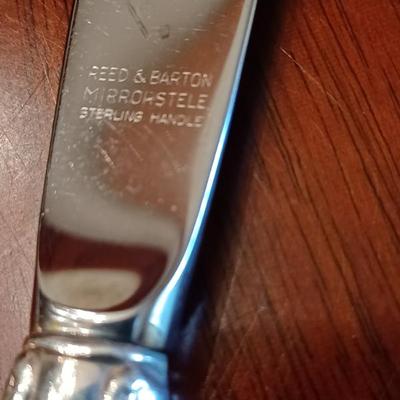 REED & BARTON
MIRRORSTELE
STERLING HANDLE